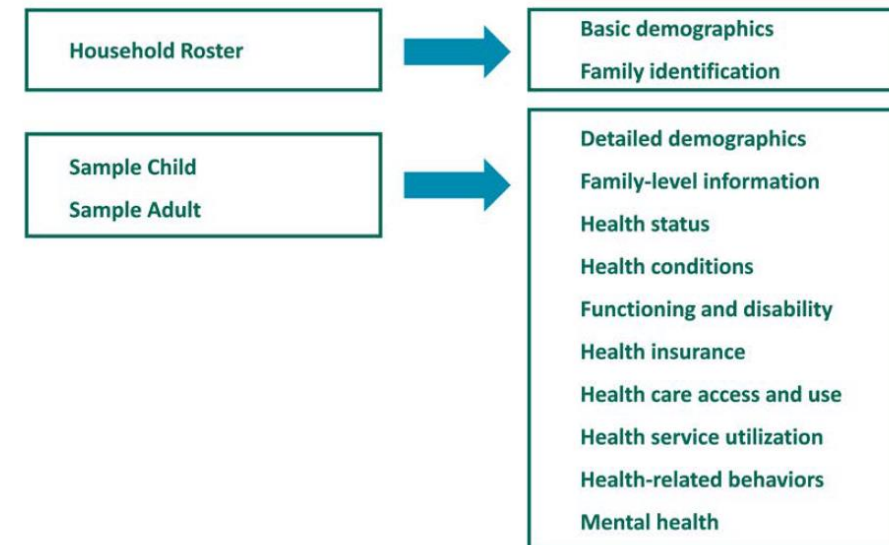 Household Roster
Basic demographics
Family identification
Sample Child
Sample Adult
Detailed demographics
Family-level information
Health status
Health conditions
Functioning and disability
Health insurance
Health care access and use
Health service utilization
Health-related behaviors
Mental health